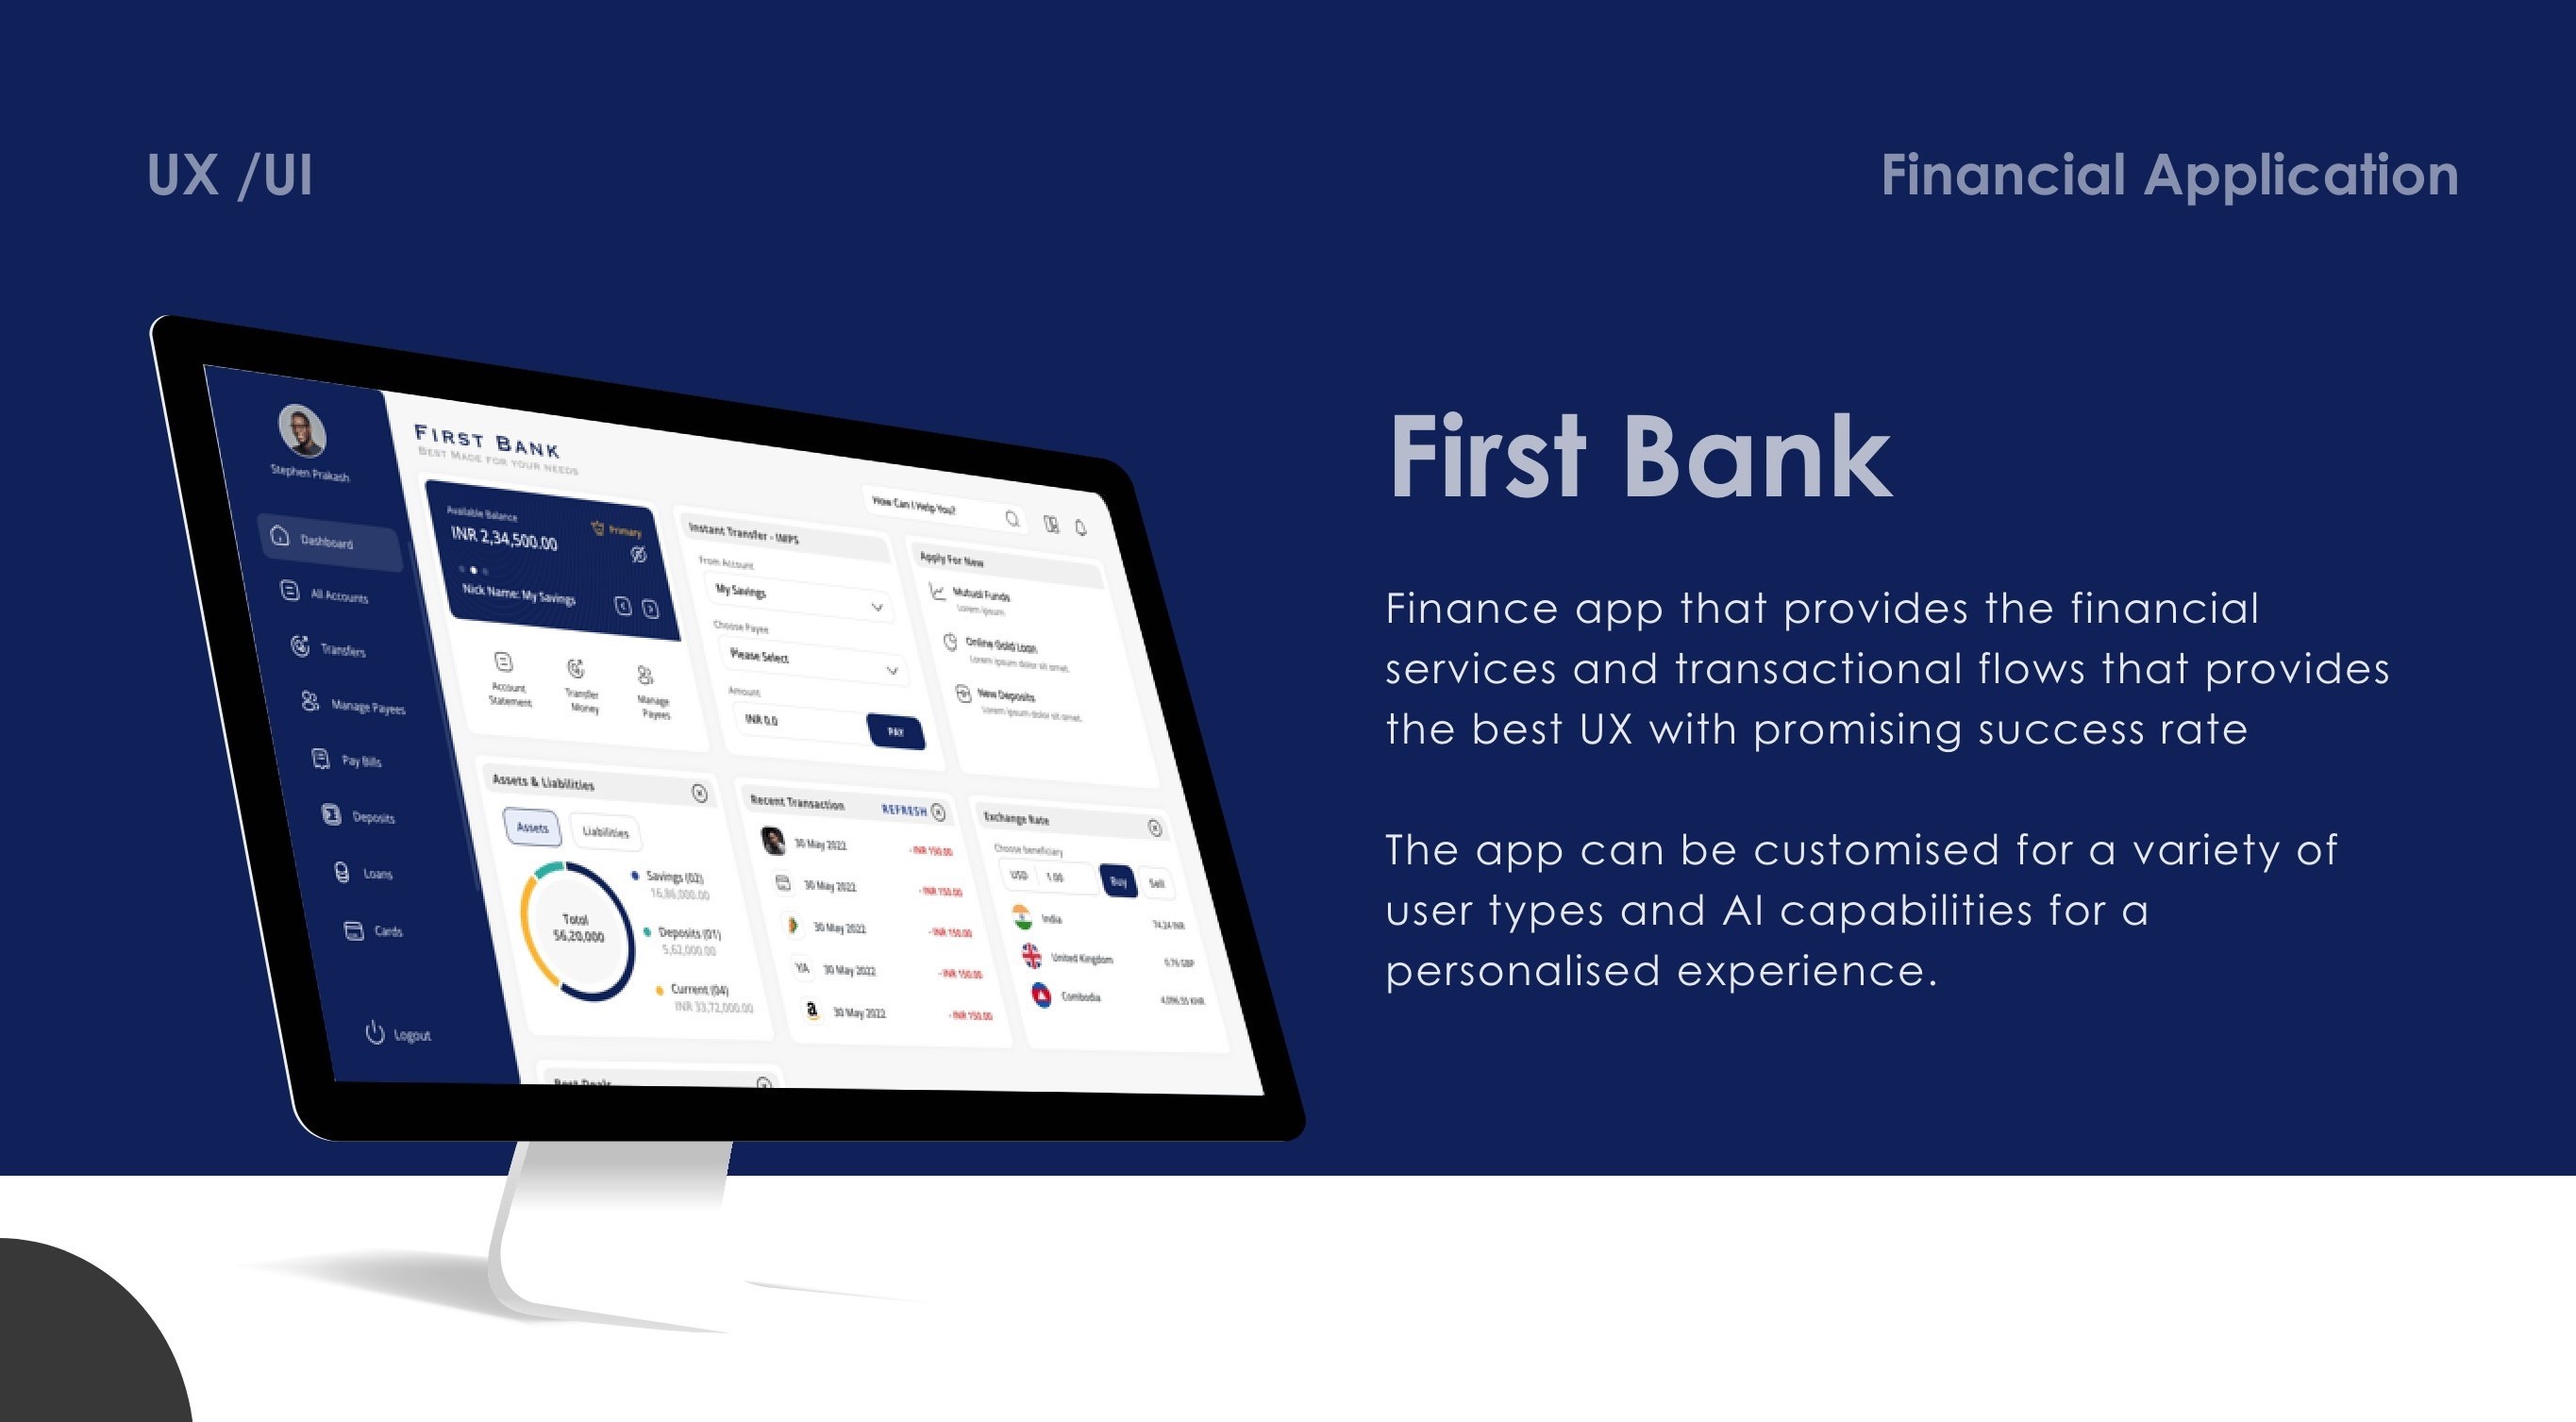 UX /UI
Financial Application
First Bank
Finance app that provides the financial
services and transactional flows that provides
the best UX with promising success rate
The app can be customised for a variety of
user types and AI capabilities for a
personalised experience.
Stephen Prakash
Dashboard
All Accounts
Transfers
Manage Payees
Pay Bills
Deposits
Loans
Cards
Logout
FIRST BANK
BEST MADE FOR YOUR NEEDS
How Can I Help You?
Available Balance
Primary
INR 2,34,500.00
Nick Name: My Savings
Account
Statement
Transfer
Money
Manage
Payees
Instant Transfer - IMPS
From Account
My Savings
Choose Payee
Please Select
Amount
INR 0.0
PAY
Apply For New
Mutual Funds
Lorem ipsum
Online Gold Loan
Lorem ipsum dolor sit amet.
New Deposits
Lorem ipsum dolor sit amet.
Assets & Liabilities
Assets
Liabilities
Total
56,20,000
Savings (02)
16,86,000.00
Deposits (01)
5,62,000.00
Current (04)
INR 33,72,000.00
Recent Transaction
REFRESH
30 May 2022
- INR 150.00
30 May 2022
- INR 150.00
30 May 2022
- INR 150.00
YA
30 May 2022
- INR 150.00
a
30 May 2022
- INR 150.00
Exchange Rate
Choose beneficiary
USD
1.00
Buy
Sell
India
74.24 INR
United Kingdom
0.76 GBP
Combodia
KHR
Best Deals